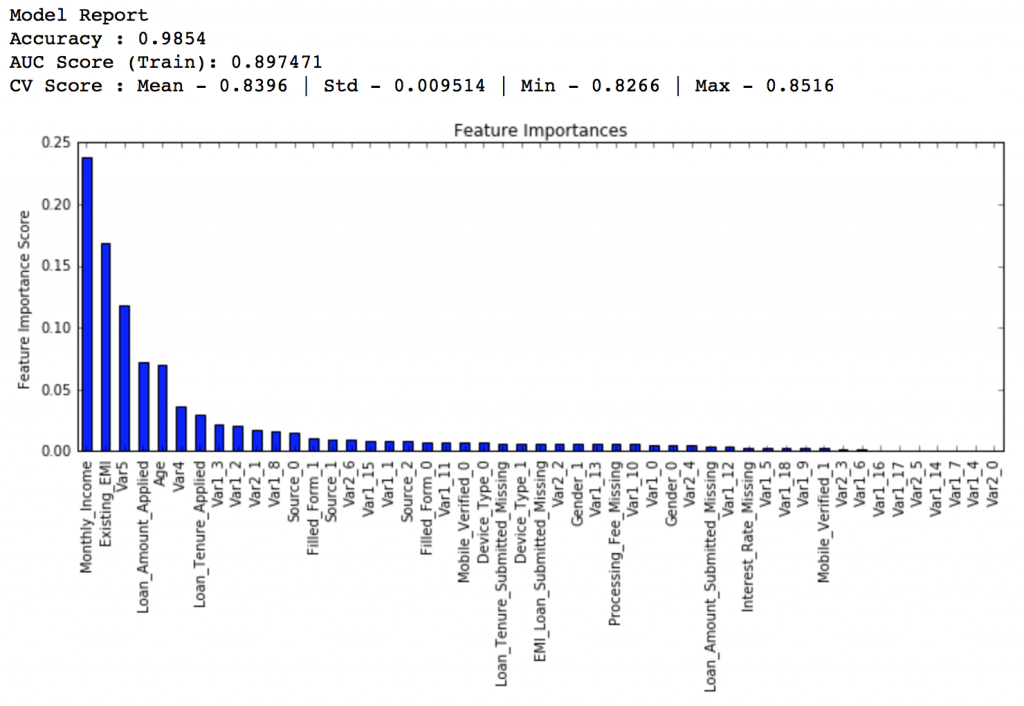 Model Report
Accuracy : 0.9854
AUC Score (Train): 0.897471
CV Score : Mean - 0.8396 | Std - 0.009514 | Min - 0.8266 | Max - 0.8516
Feature Importances
Feature Importance Score
0.25
0.20
0.15
0.10
0.05
0.00
Monthly_Income
Existing_EMI
Var5
Loan_Amount_Applied
Age
Var4
Loan_Tenure_Applied
Var1_3
Var1_2
Var2_1
Var1_8
Source_0
Filled_Form_1
Source_1
Var2_6
Var1_15
Var1_1
Source_2
Filled_Form_0
Var1_11
Mobile_Verified_0
Device_Type_0
Loan_Tenure_Submitted_Missing
Device_Type_1
EMI_Loan_Submitted_Missing
Var2_2
Gender_1
Var1_13
Processing_Fee_Missing
Var1_10
Var1_0
Gender_0
Var2_4
Loan_Amount_Submitted_Missing
Var1_12
Interest_Rate_Missing
Var1_5
Var1_18
Var1_9
Mobile_Verified_1
Var2_3
Var1_6
Var1_16
Var1_17
Var2_5
Var1_14
Var1_7
Var1_4
Var2_0